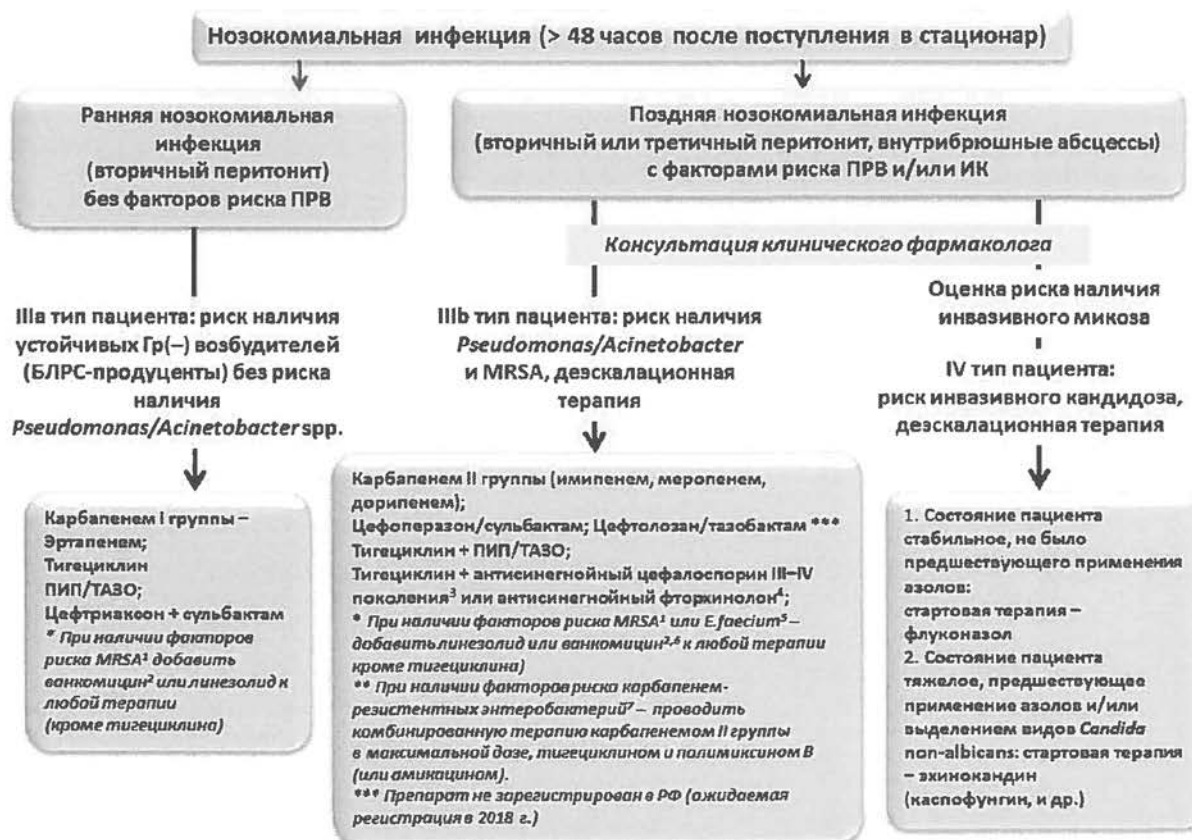 Нозокомиальная инфекция (> 48 часов после поступления в стационар)
Ранняя нозокомиальная
инфекция
(вторичный перитонит)
без факторов риска ПРВ
Поздняя нозокомиальная инфекция
(вторичный или третичный перитонит, внутрибрюшные абсцессы)
с факторами риска ПРВ и/или ИК
Консультация клинического фармаколога
IIIa тип пациента: риск наличия
устойчивых Гр(–) возбудителей
(БЛРС-продуценты) без риска
наличия
Pseudomonas/Acinetobacter spp.
IIIb тип пациента: риск наличия
Pseudomonas/Acinetobacter
и MRSA, деэскалационная
терапия
Оценка риска наличия
инвазивного микоза
IV тип пациента:
риск инвазивного кандидоза,
деэскалационная терапия
Карбапенем I группы –
Эртапенем;
Тигециклин
ПИП/ТАЗО;
Цефтриаксон + сульбактам
* При наличии факторов
риска MRSA¹ добавить
ванкомицин² или линезолид к
любой терапии
(кроме тигециклина)
Карбапенем II группы (имипенем, меропенем,
дорипенем);
Цефоперазон/сульбактам; Цефтолозан/тазобактам ***
Тигециклин + ПИП/ТАЗО;
Тигециклин + антисинегнойный цефалоспорин III–IV
поколения³ или антисинегнойный фторхинолон⁴;
* При наличии факторов риска MRSA¹ или E.faecium⁵ –
добавить линезолид или ванкомицин²,⁶ к любой терапии
кроме тигециклина)
** При наличии факторов риска карбапенем-
резистентных энтеробактерий⁷ – проводить
комбинированную терапию карбапенемом II группы
в максимальной дозе, тигециклином и полимиксином В
(или амикацином).
*** Препарат не зарегистрирован в РФ (ожидаемая
регистрация в 2018 г.)
1. Состояние пациента
стабильное, не было
предшествующего применения
азолов:
стартовая терапия –
флуконазол
2. Состояние пациента
тяжелое, предшествующее
применение азолов и/или
выделением видов Candida
non-albicans: стартовая терапия
– эхинокандин
(каспофунгин, и др.)